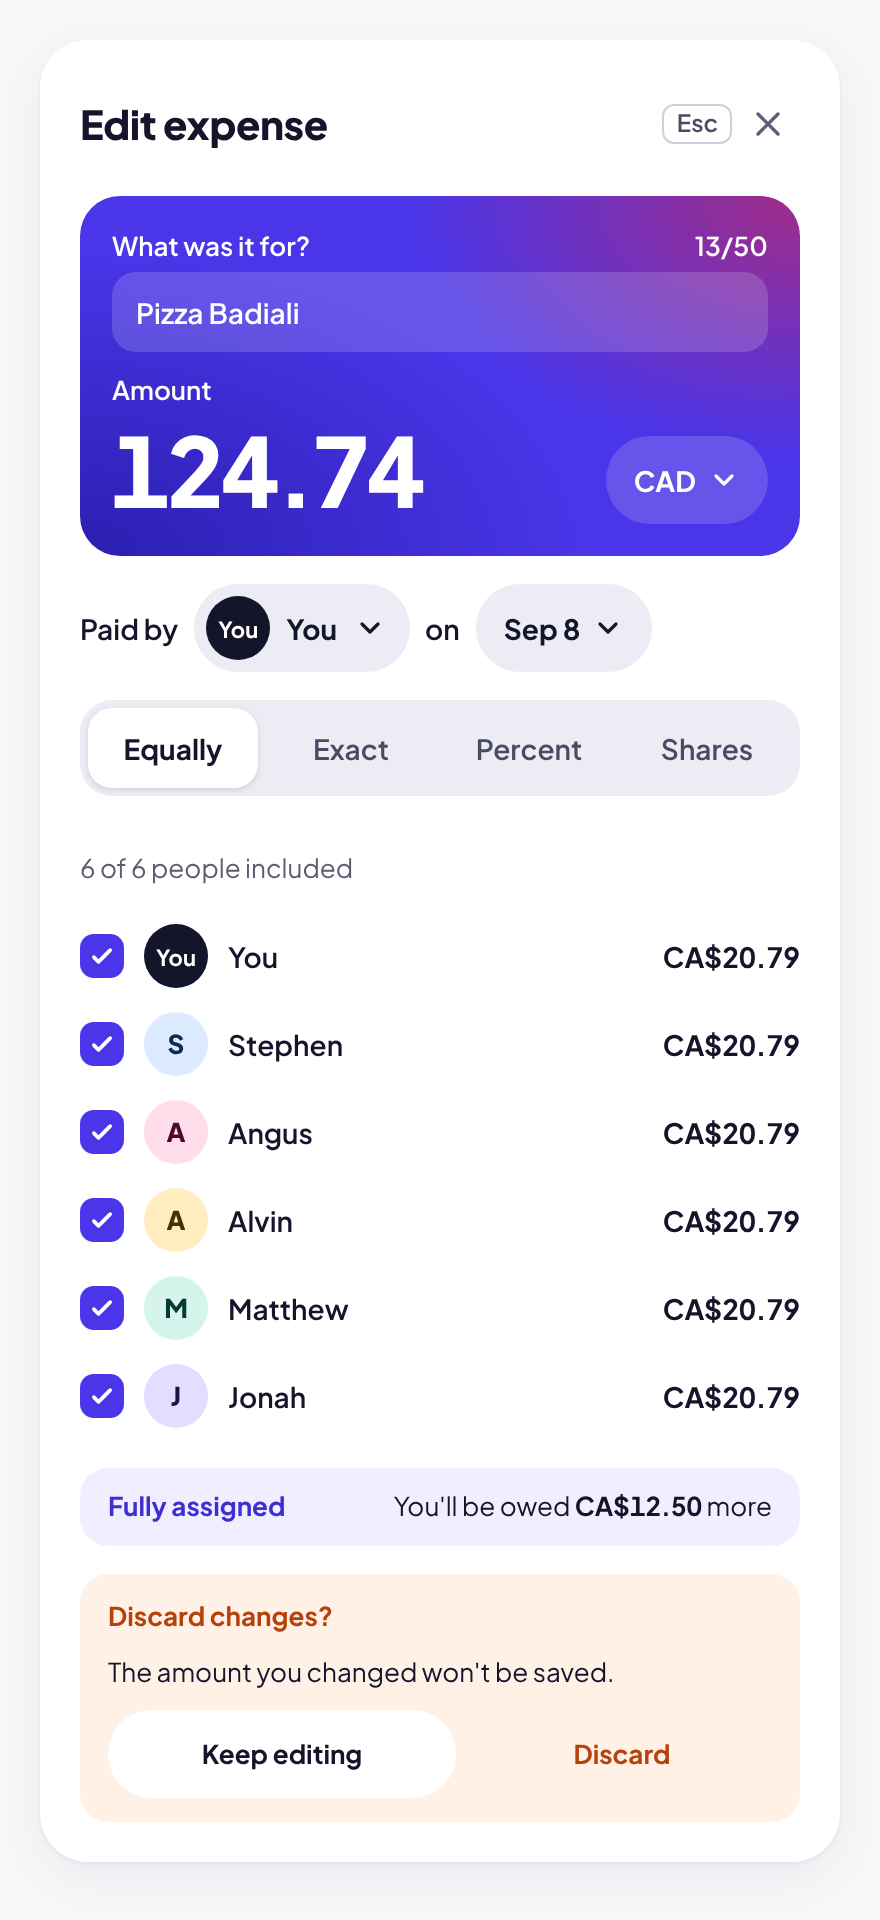 Edit expense
Esc
What was it for?
13/50
Pizza Badiali
Amount
124.74
CAD
Paid by
You
You
on
Sep 8
Equally
Exact
Percent
Shares
6 of 6 people included
You
You
CA$20.79
S
Stephen
CA$20.79
A
Angus
CA$20.79
A
Alvin
CA$20.79
M
Matthew
CA$20.79
J
Jonah
CA$20.79
Fully assigned
You'll be owed CA$12.50 more
Discard changes?
The amount you changed won't be saved.
Keep editing
Discard